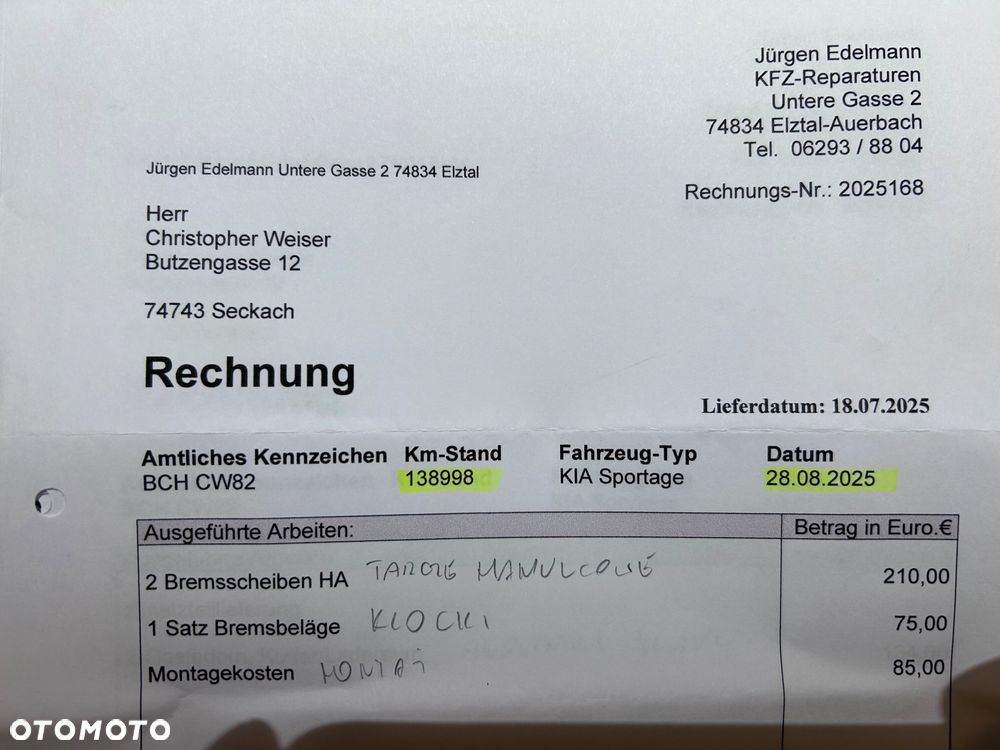 Jürgen Edelmann
KFZ-Reparaturen
Untere Gasse 2
74834 Elztal-Auerbach
Tel. 06293 / 88 04
Rechnungs-Nr.: 2025168
Jürgen Edelmann Untere Gasse 2 74834 Elztal
Herr
Christopher Weiser
Butzengasse 12
74743 Seckach
Rechnung
Lieferdatum: 18.07.2025
Amtliches Kennzeichen Km-Stand Fahrzeug-Typ Datum
BCH CW82 138998 KIA Sportage 28.08.2025
Ausgeführte Arbeiten: Betrag in Euro.€
2 Bremsscheiben HA TARCZE HAMULCOWE 210,00
1 Satz Bremsbeläge KLOCKI 75,00
Montagekosten MONTAŻ 85,00
OTOMOTO